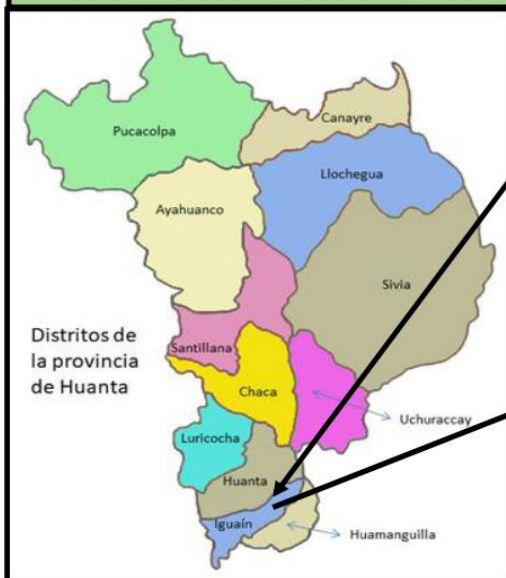 Pucacolpa
Canayre
Llochegua
Ayahuanco
Sivia
Distritos de
la provincia
de Huanta
Santillana
Chaca
Uchuraccay
Luricocha
Huanta
Iguaín
Huamanguilla